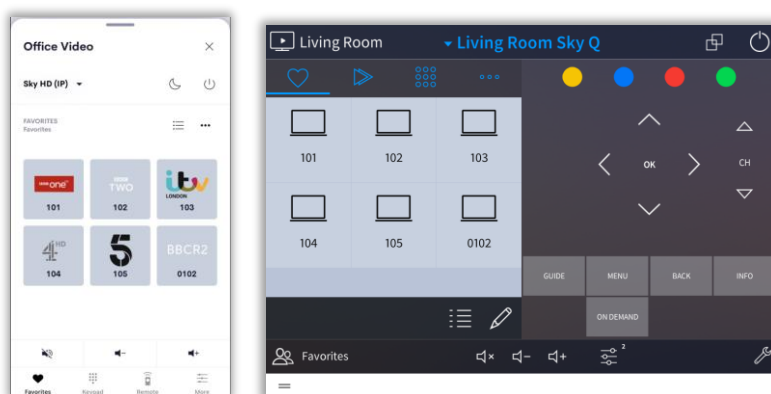 Office Video
Sky HD (IP)
FAVORITES
Favorites
one
101
TWO
102
itv
LONDON
103
4 HD
104
5
105
BBCR2
0102
Favorites
Keypad
Remote
More
Living Room
Living Room Sky Q
101
102
103
104
105
0102
OK
CH
GUIDE
MENU
BACK
INFO
ON DEMAND
Favorites
2